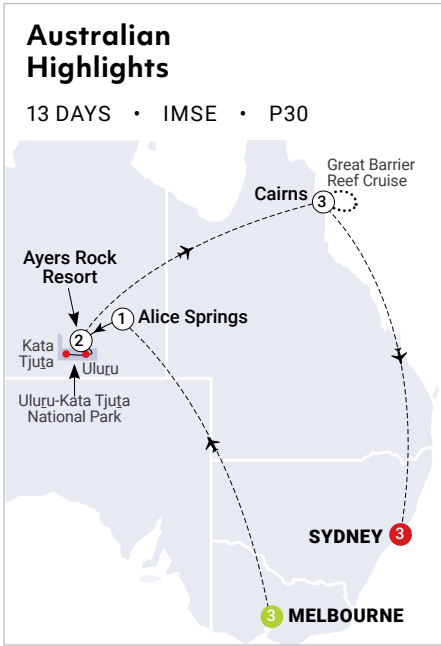 Australian
Highlights
13 DAYS • IMSE • P30
Great Barrier
Reef Cruise
Cairns
3
Ayers Rock
Resort
1
Alice Springs
2
Kata
Tjuṯa
Uluṟu
Uluṟu-Kata Tjuṯa
National Park
SYDNEY
3
3
MELBOURNE